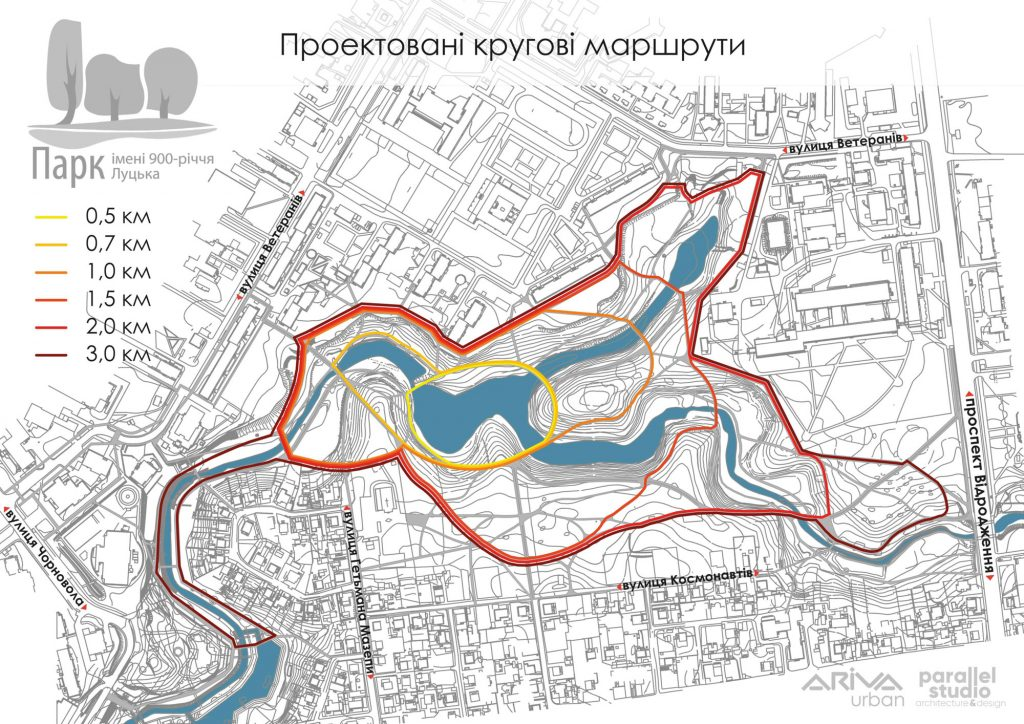 Проектовані кругові маршрути
Парк
імені 900-річчя
Луцька
0,5 км
0,7 км
1,0 км
1,5 км
2,0 км
3,0 км
вулиця Ветеранів
вулиця Ветеранів
проспект Відродження
вулиця Чорновола
вулиця Гетьмана Мазепи
вулиця Космонавтів
ARIVA
urban
parallel
studio
architecture&design